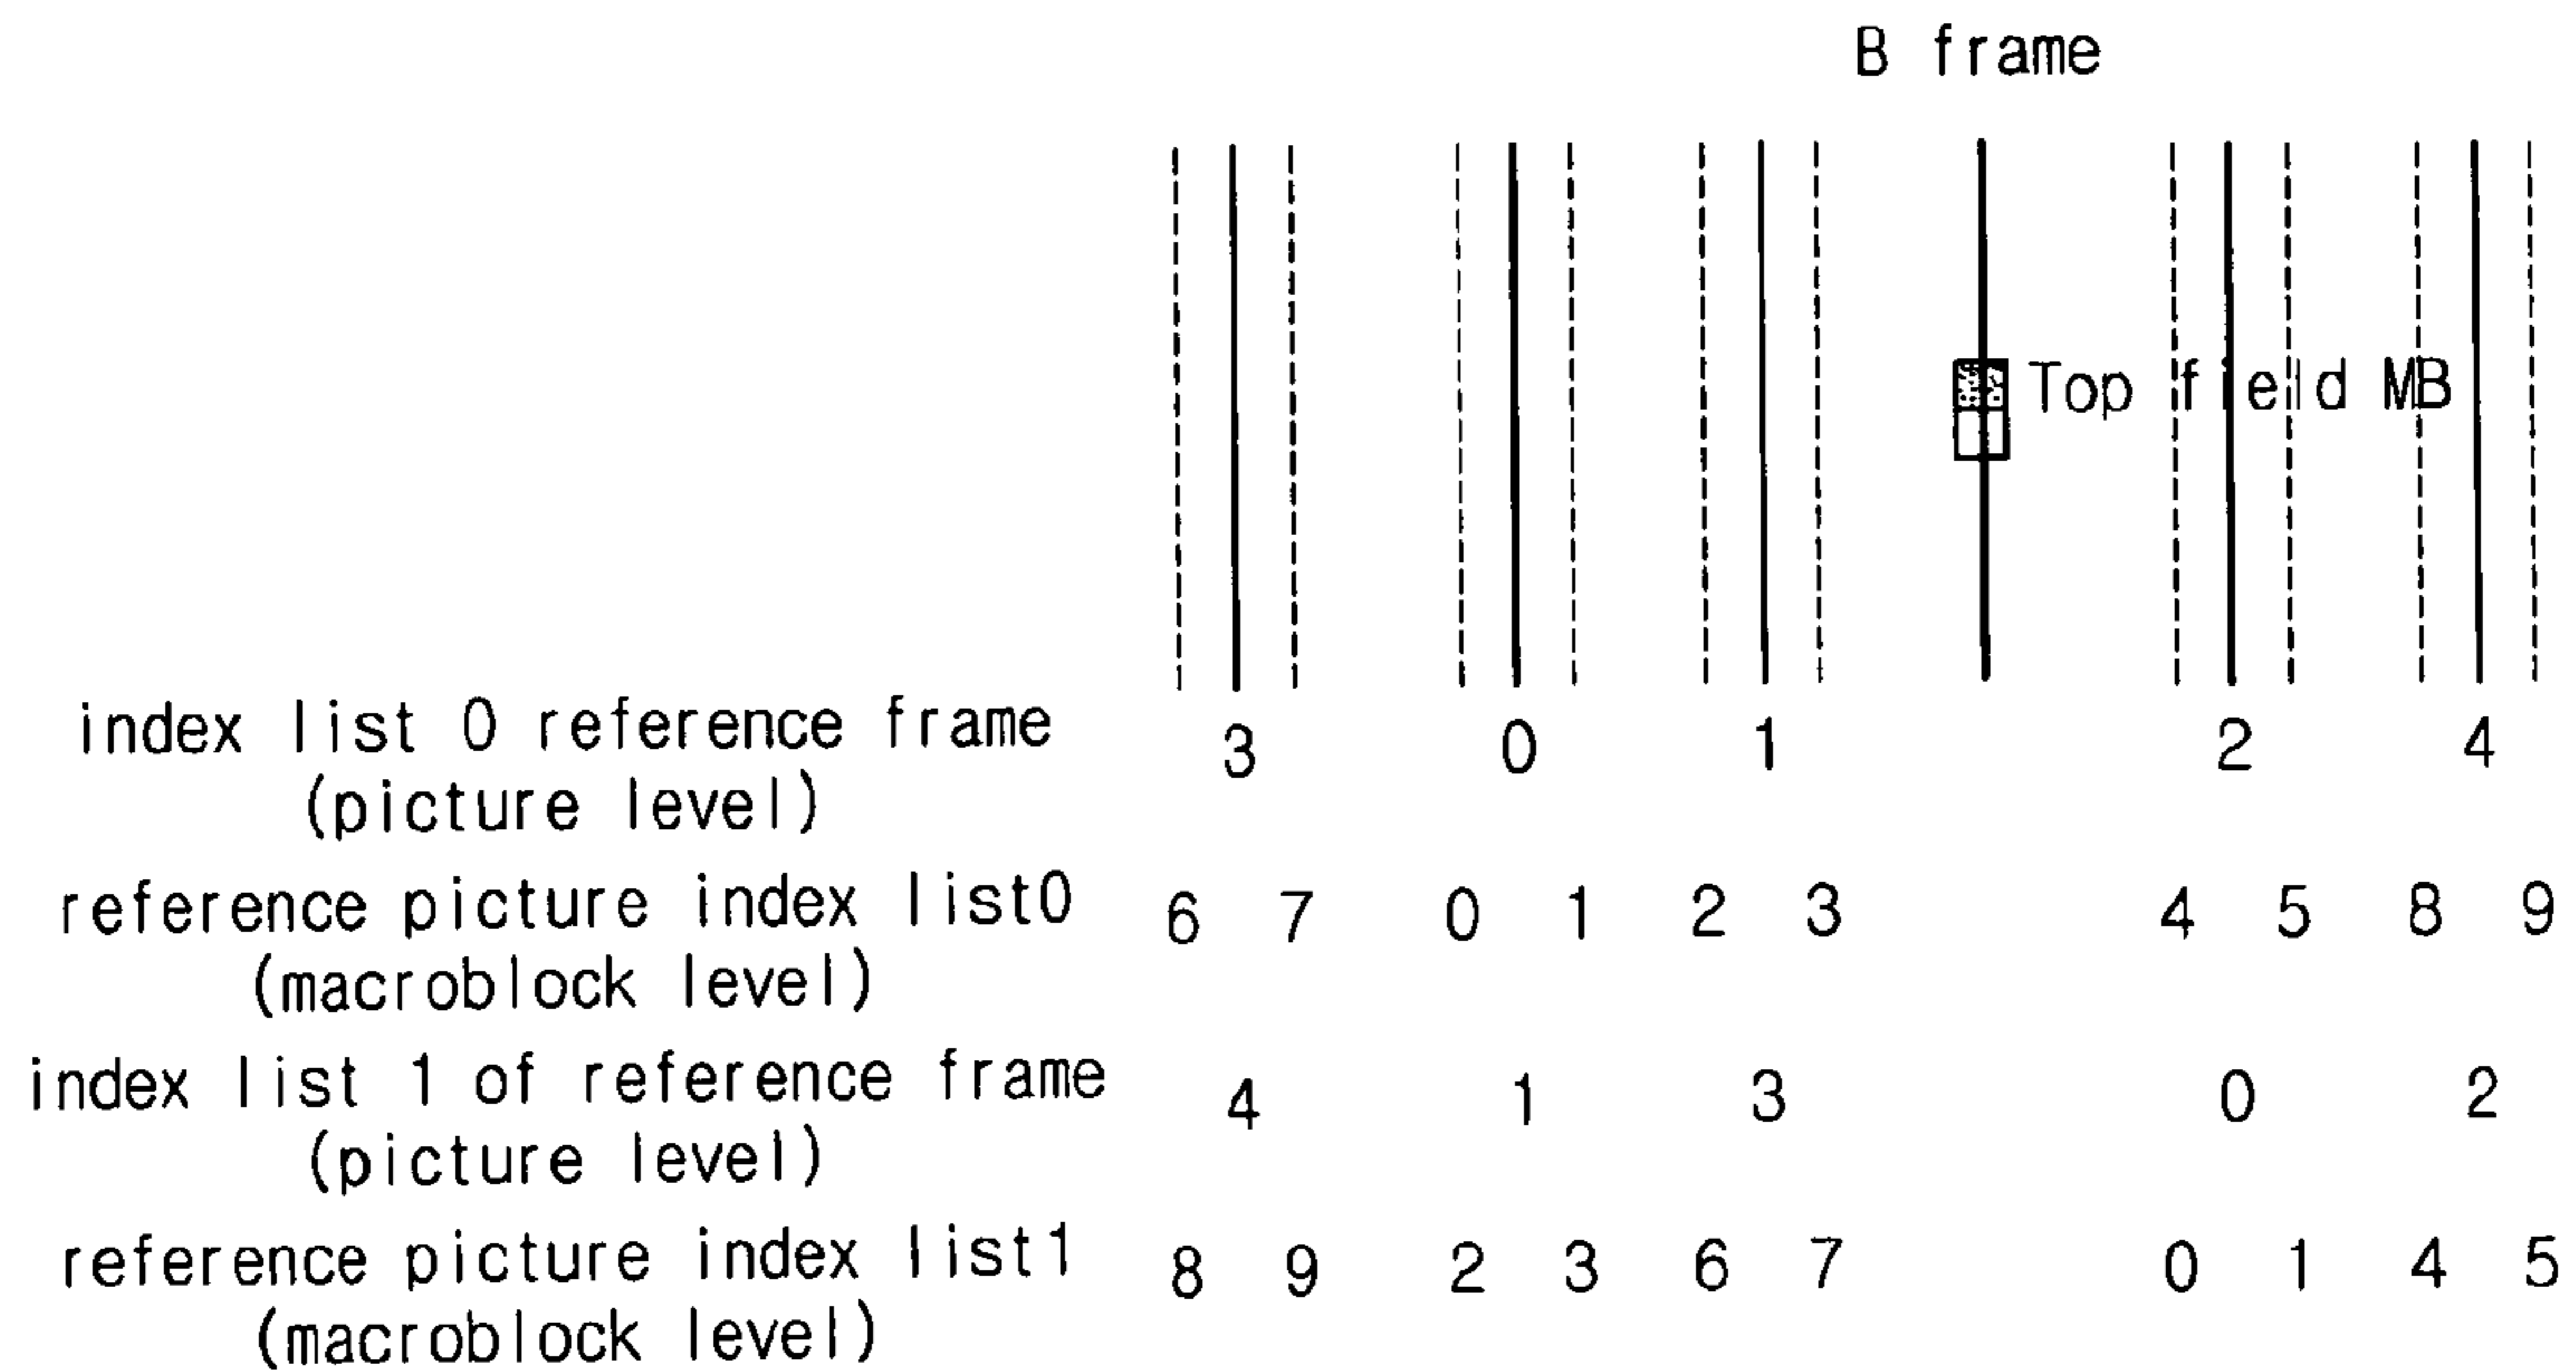 B frame
Top field MB
index list 0 reference frame 3 0 1 2 4
(picture level)
reference picture index list0 6 7 0 1 2 3 4 5 8 9
(macroblock level)
index list 1 of reference frame 4 1 3 0 2
(picture level)
reference picture index list1 8 9 2 3 6 7 0 1 4 5
(macroblock level)